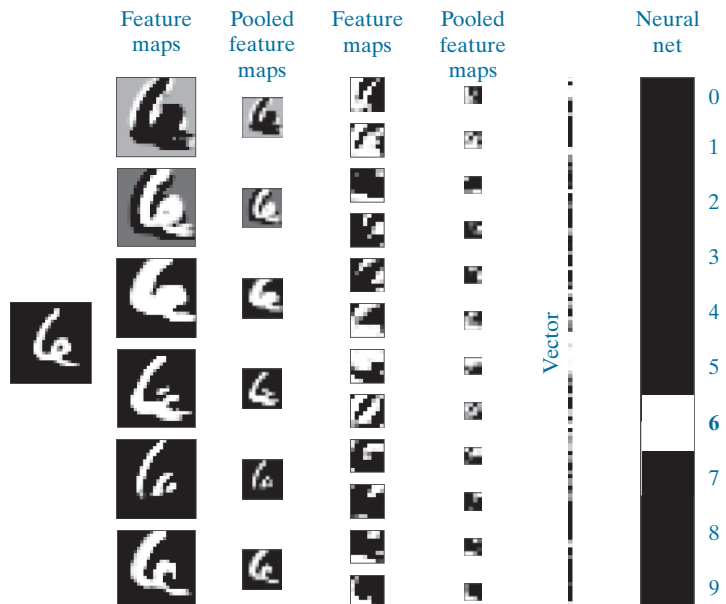 Feature
maps
Pooled
feature
maps
Feature
maps
Pooled
feature
maps
Neural
net
Vector
0
1
2
3
4
5
6
7
8
9